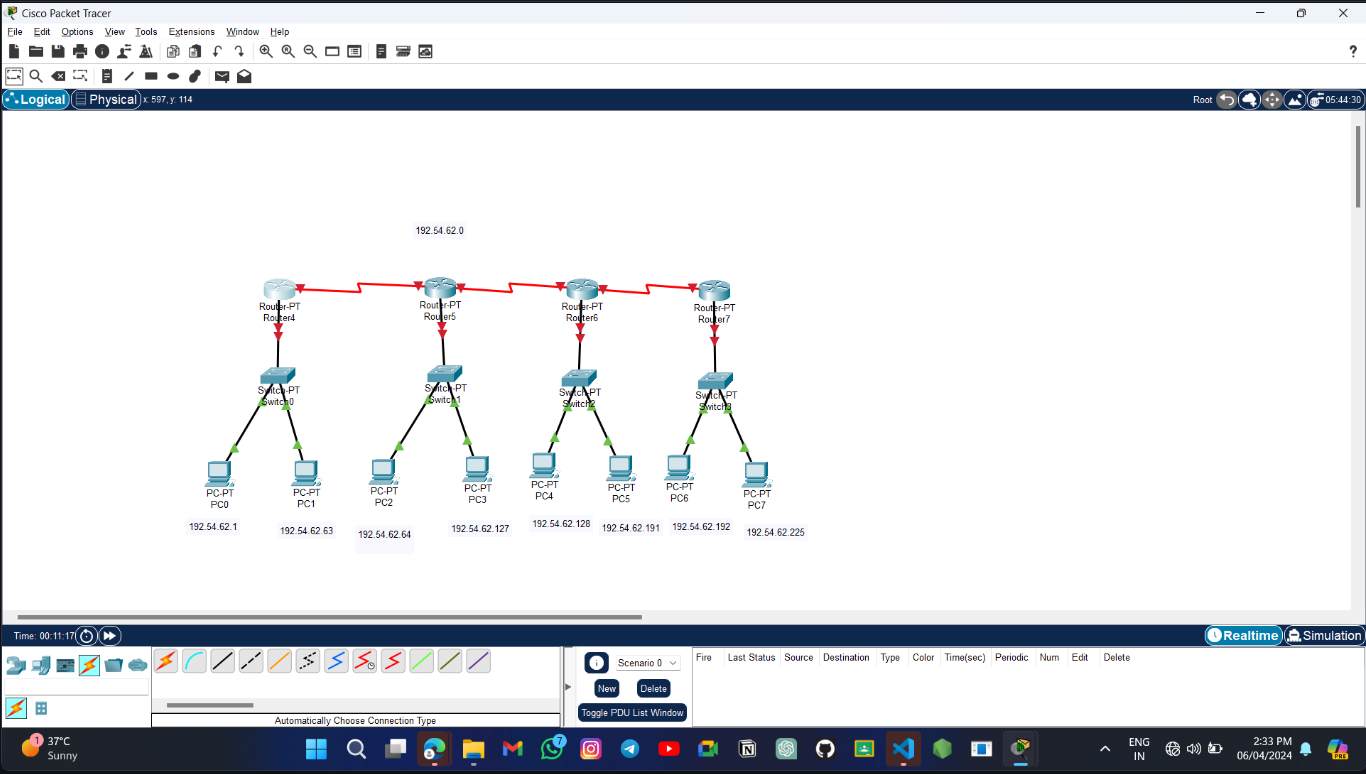 Cisco Packet Tracer
File Edit Options View Tools Extensions Window Help
?
Logical Physical x: 597, y: 114 Root 05:44:30
192.54.62.0
Router-PT
Router4
Router-PT
Router5
Router-PT
Router6
Router-PT
Router7
Switch-PT
Switch0
Switch-PT
Switch1
Switch-PT
Switch2
Switch-PT
Switch3
PC-PT
PC0
PC-PT
PC1
PC-PT
PC2
PC-PT
PC3
PC-PT
PC4
PC-PT
PC5
PC-PT
PC6
PC-PT
PC7
192.54.62.1
192.54.62.63
192.54.62.64
192.54.62.127
192.54.62.128
192.54.62.191
192.54.62.192
192.54.62.225
Time: 00:11:17 Realtime Simulation
Scenario 0
New Delete
Toggle PDU List Window
Fire Last Status Source Destination Type Color Time(sec) Periodic Num Edit Delete
Automatically Choose Connection Type
1
37°C
Sunny
7
ENG
IN
2:33 PM
06/04/2024
PRE